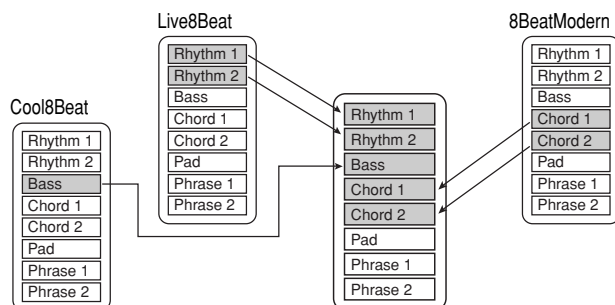 Live8Beat
Rhythm 1
Rhythm 2
Bass
Chord 1
Chord 2
Pad
Phrase 1
Phrase 2
Cool8Beat
Rhythm 1
Rhythm 2
Bass
Chord 1
Chord 2
Pad
Phrase 1
Phrase 2
Rhythm 1
Rhythm 2
Bass
Chord 1
Chord 2
Pad
Phrase 1
Phrase 2
8BeatModern
Rhythm 1
Rhythm 2
Bass
Chord 1
Chord 2
Pad
Phrase 1
Phrase 2